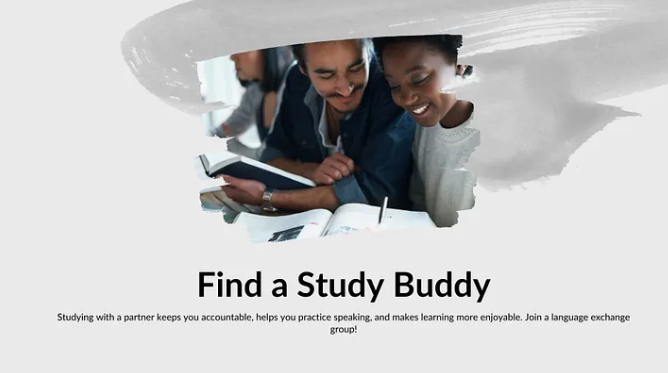 Find a Study Buddy
Studying with a partner keeps you accountable, helps you practice speaking, and makes learning more enjoyable. Join a language exchange
group!